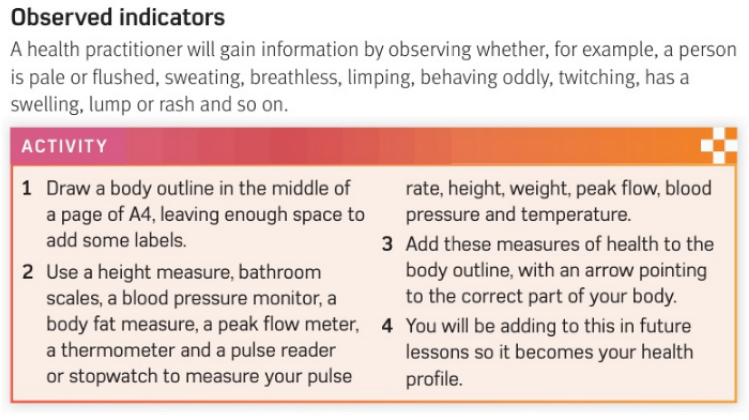 Observed indicators
A health practitioner will gain information by observing whether, for example, a person
is pale or flushed, sweating, breathless, limping, behaving oddly, twitching, has a
swelling, lump or rash and so on.
ACTIVITY
1 Draw a body outline in the middle of
a page of A4, leaving enough space to
add some labels.
2 Use a height measure, bathroom
scales, a blood pressure monitor, a
body fat measure, a peak flow meter,
a thermometer and a pulse reader
or stopwatch to measure your pulse
rate, height, weight, peak flow, blood
pressure and temperature.
3 Add these measures of health to the
body outline, with an arrow pointing
to the correct part of your body.
4 You will be adding to this in future
lessons so it becomes your health
profile.